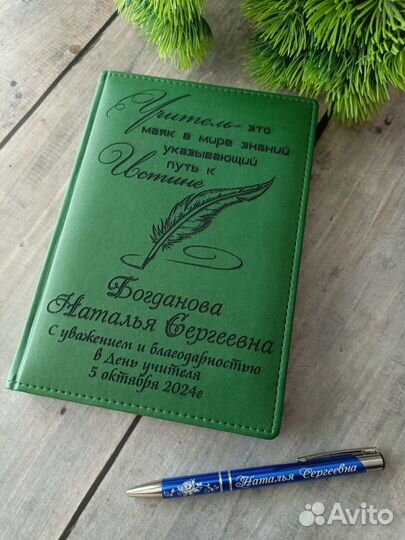 Учитель- это
маяк в мире знаний
указывающий
путь к
Истине
Богданова
Наталья Сергеевна
С уважением и благодарностью
в День учителя
5 октября 2024г
Наталья Сергеевна
Avito